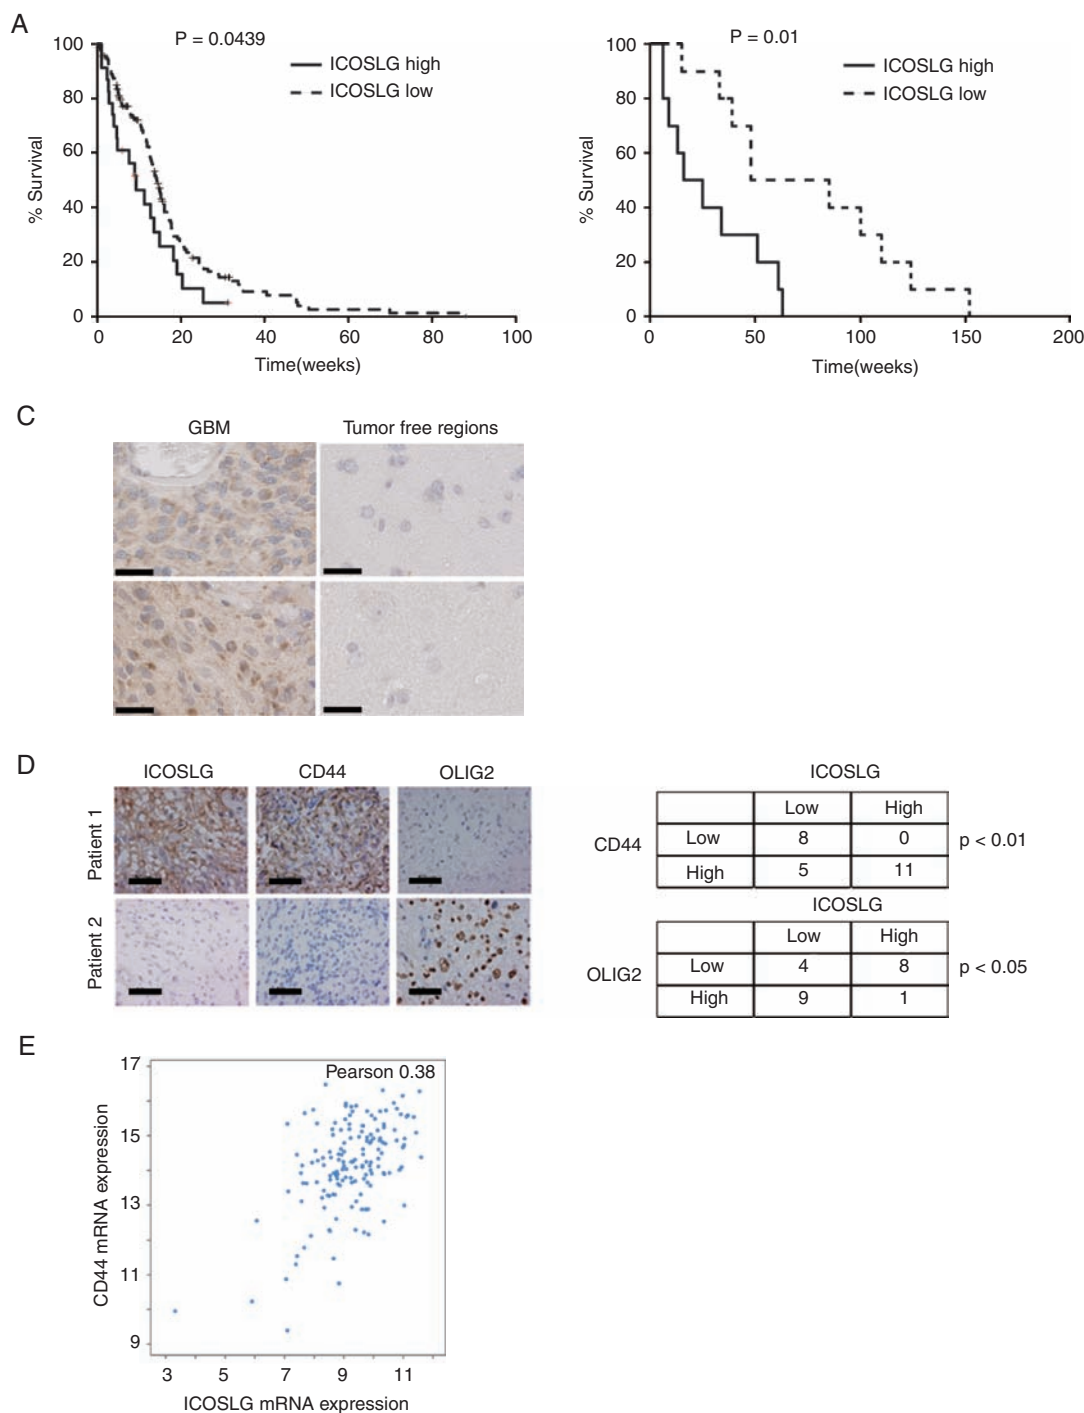 A
P = 0.0439
100
80
60
40
20
0
% Survival
ICOSLG high
ICOSLG low
0 20 40 60 80 100
Time(weeks)
P = 0.01
100
80
60
40
20
0
% Survival
ICOSLG high
ICOSLG low
0 50 100 150 200
Time(weeks)
C
GBM Tumor free regions
D
ICOSLG CD44 OLIG2
Patient 1
Patient 2
ICOSLG
Low High
CD44 Low 8 0 p < 0.01
High 5 11
ICOSLG
Low High
OLIG2 Low 4 8 p < 0.05
High 9 1
E
Pearson 0.38
17
15
13
11
9
CD44 mRNA expression
3 5 7 9 11
ICOSLG mRNA expression